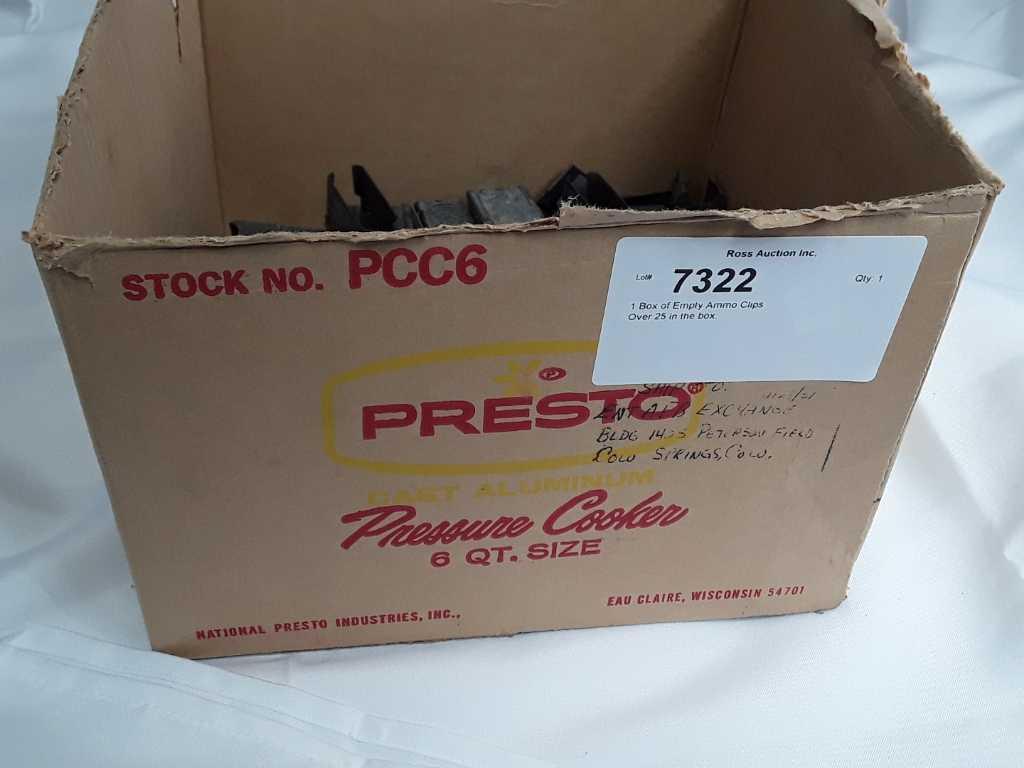 STOCK NO. PCC6
Ross Auction Inc.
Lot# 7322 Qty: 1
1 Box of Empty Ammo Clips
Over 25 in the box.
PRESTO
CAST ALUMINUM
Pressure Cooker
6 QT. SIZE
SHIP TO.
ENT AFB EXCHANGE
BLDG PETERSON FIELD
COLO SPRINGS, COLO.
NATIONAL PRESTO INDUSTRIES, INC.,
EAU CLAIRE, WISCONSIN 54701